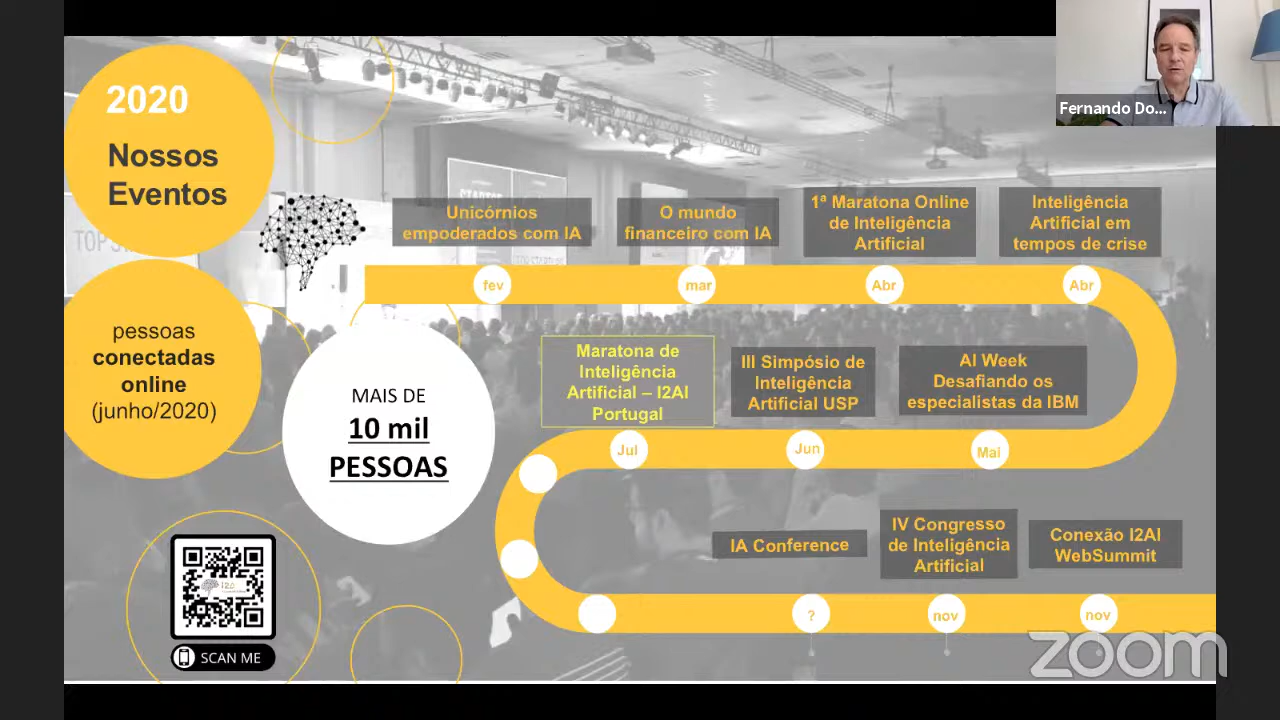 Fernando Do...
2020
Nossos
Eventos
Unicórnios
empoderados com IA
O mundo
financeiro com IA
1ª Maratona Online
de Inteligência
Artificial
Inteligência
Artificial em
tempos de crise
fev
mar
Abr
Abr
pessoas
conectadas
online
(junho/2020)
MAIS DE
10 mil
PESSOAS
Maratona de
Inteligência
Artificial – I2AI
Portugal
III Simpósio de
Inteligência
Artificial USP
AI Week
Desafiando os
especialistas da IBM
Jul
Jun
Mai
IA Conference
IV Congresso
de Inteligência
Artificial
Conexão I2AI
WebSummit
?
nov
nov
SCAN ME
zoom